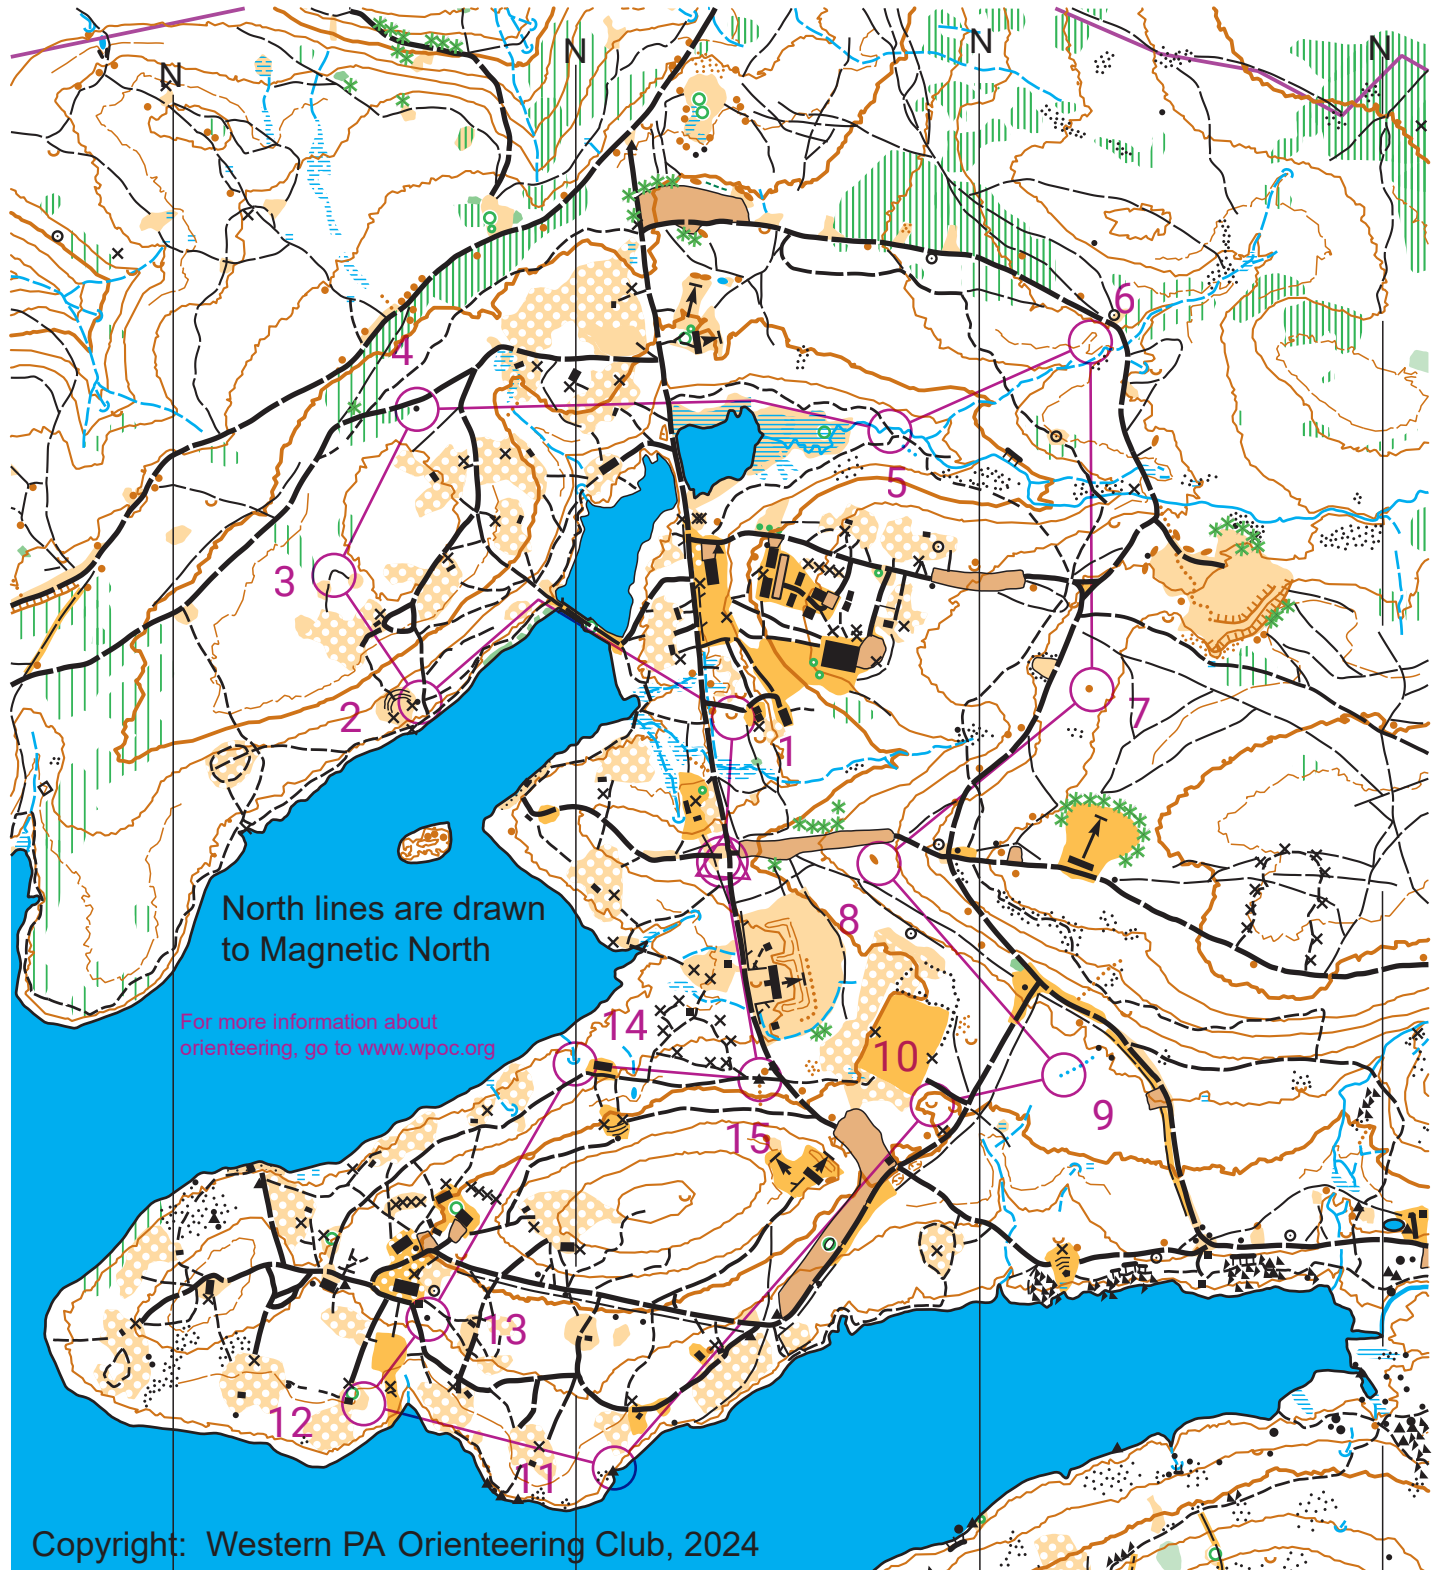 N
N
N
N
6
4
5
3
2
7
1
North lines are drawn
to Magnetic North
8
For more information about
orienteering, go to www.wpoc.org
14
10
9
15
13
12
11
Copyright: Western PA Orienteering Club, 2024